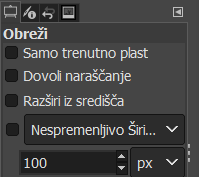 Obreži
Samo trenutno plast
Dovoli naraščanje
Razširi iz središča
Nespremenljivo Širi...
100 px